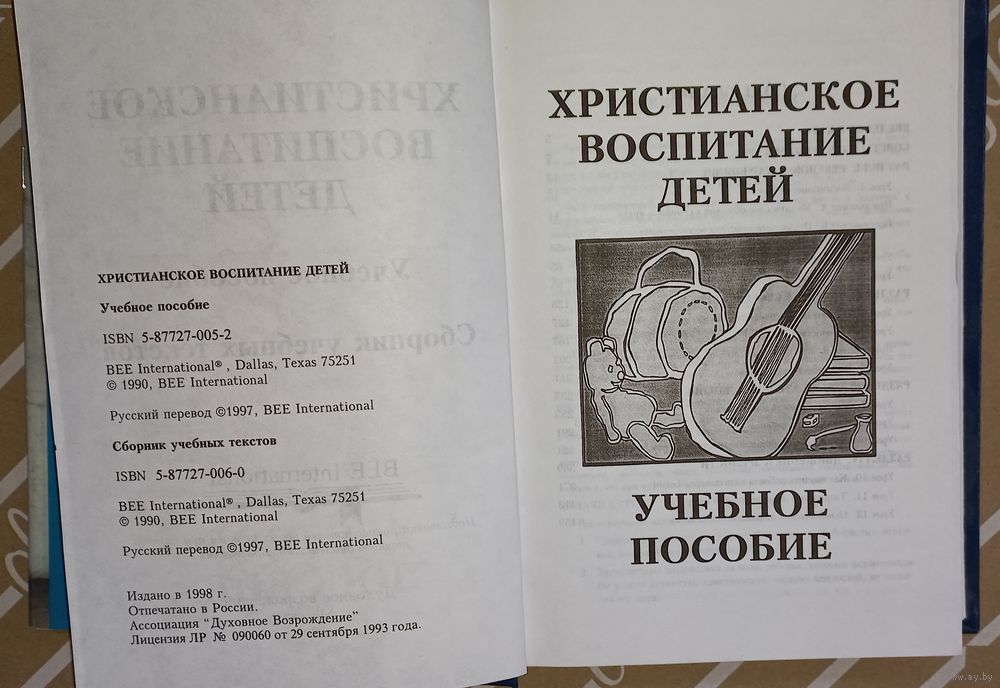 ХРИСТИАНСКОЕ ВОСПИТАНИЕ ДЕТЕЙ
Учебное пособие
ISBN 5-87727-005-2
BEE International® , Dallas, Texas 75251
© 1990, BEE International
Русский перевод ©1997, BEE International
Сборник учебных текстов
ISBN 5-87727-006-0
BEE International® , Dallas, Texas 75251
© 1990, BEE International
Русский перевод ©1997, BEE International
Издано в 1998 г.
Отпечатано в России.
Ассоциация "Духовное Возрождение"
Лицензия ЛР № 090060 от 29 сентября 1993 года.
ХРИСТИАНСКОЕ
ВОСПИТАНИЕ
ДЕТЕЙ
УЧЕБНОЕ
ПОСОБИЕ
www.ay.by